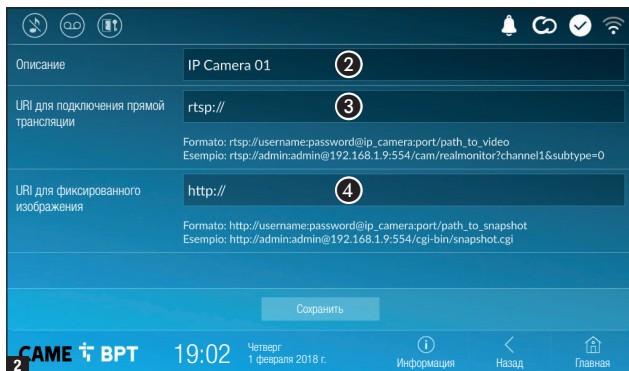 Описание
IP Camera 01
2
URI для подключения прямой
трансляции
rtsp://
3
Formato: rtsp://username:password@ip_camera:port/path_to_video
Esempio: rtsp://admin:admin@192.168.1.9:554/cam/realmonitor?channel1&subtype=0
URI для фиксированного
изображения
http://
4
Formato: http://username:password@ip_camera:port/path_to_snapshot
Esempio: http://admin:admin@192.168.1.9:554/cgi-bin/snapshot.cgi
Сохранить
CAME BPT
19:02
Четверг
1 февраля 2018 г.
Информация
Назад
Главная
2